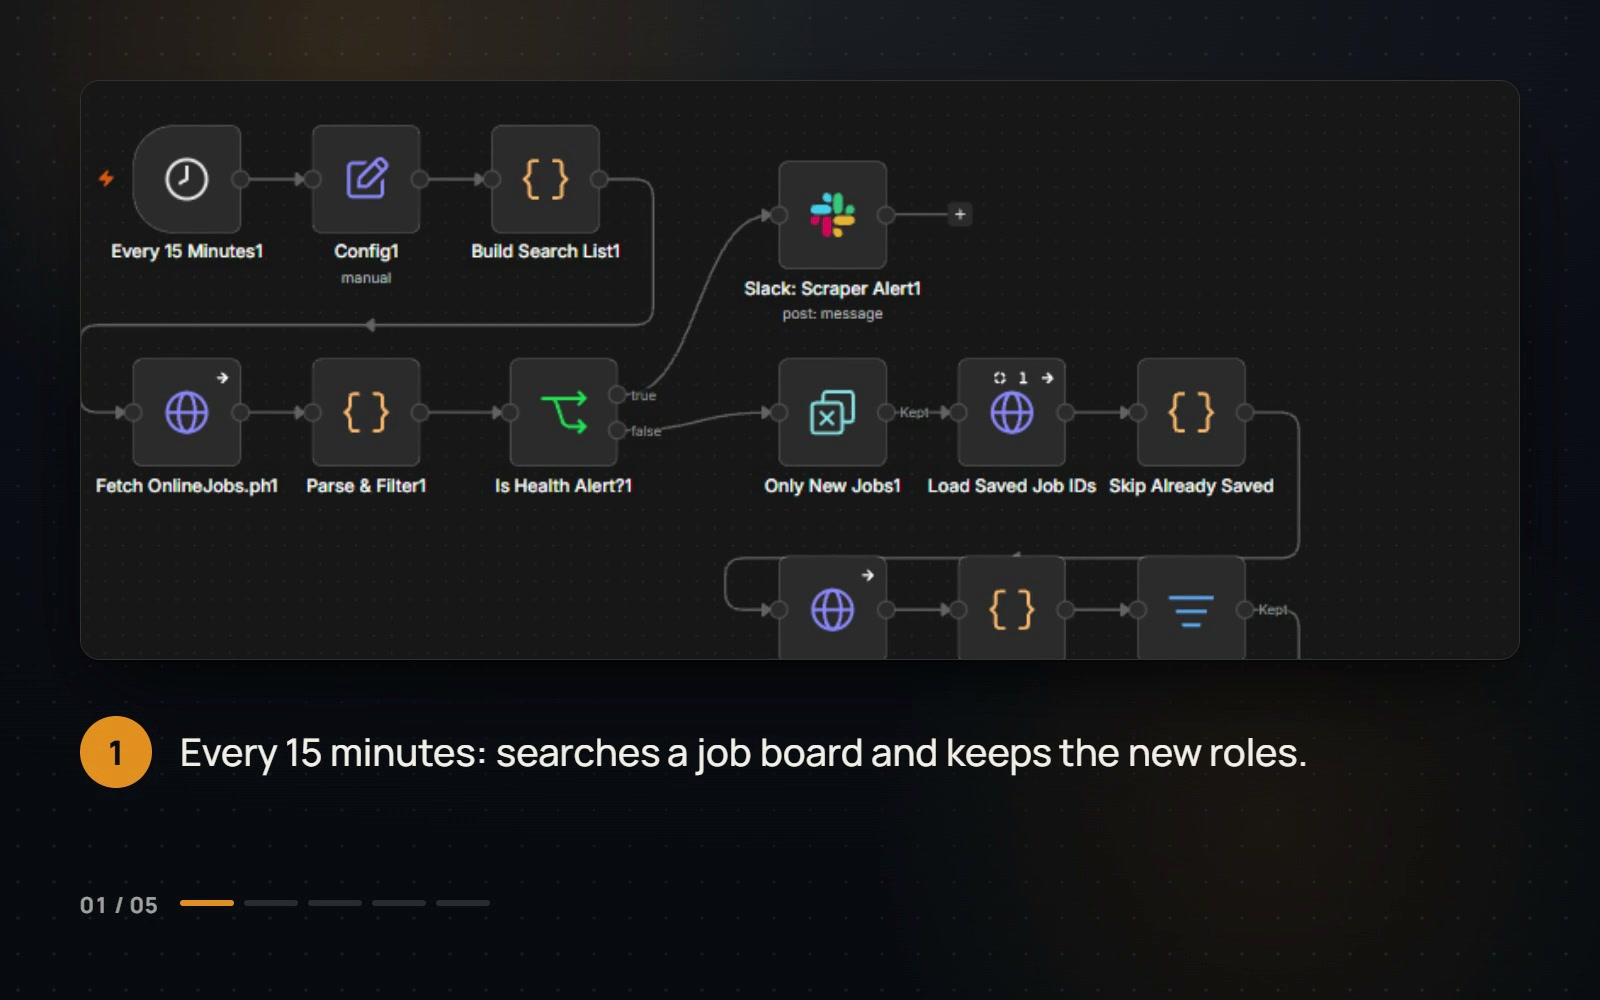 Every 15 Minutes1
Config1
manual
Build Search List1
Slack: Scraper Alert1
post: message
Fetch OnlineJobs.ph1
Parse & Filter1
Is Health Alert?1
true
false
Only New Jobs1
Kept
1
Load Saved Job IDs
Skip Already Saved
Kept
1 Every 15 minutes: searches a job board and keeps the new roles.
01 / 05